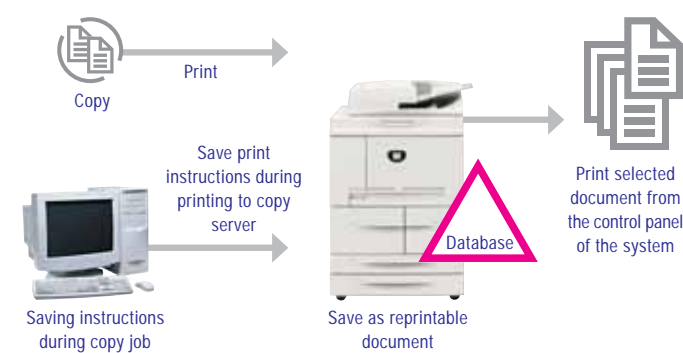 Copy
Print
Save print
instructions during
printing to copy
server
Saving instructions
during copy job
Database
Save as reprintable
document
Print selected
document from
the control panel
of the system